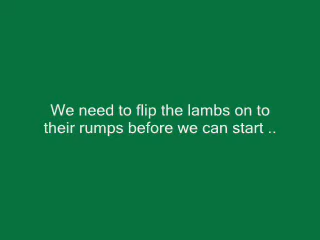 We need to flip the lambs on to
their rumps before we can start ..